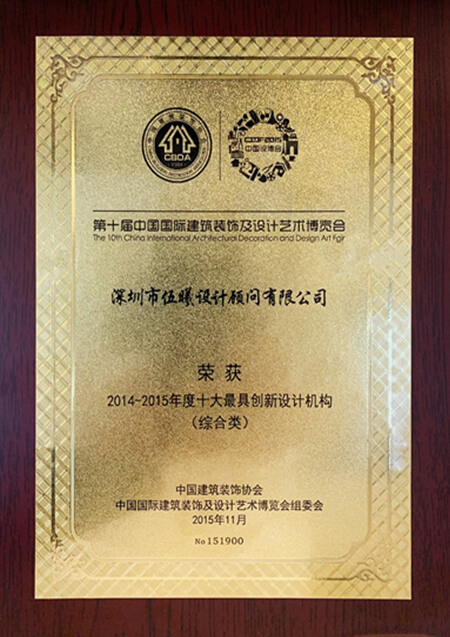 CBDA
中国设博会
第十届中国国际建筑装饰及设计艺术博览会
The 10th China International Architectural Decoration and Design Art Fair
深圳市伍曦设计顾问有限公司
荣获
2014~2015年度十大最具创新设计机构
(综合类)
中国建筑装饰协会
中国国际建筑装饰及设计艺术博览会组委会
2015年11月
No 151900